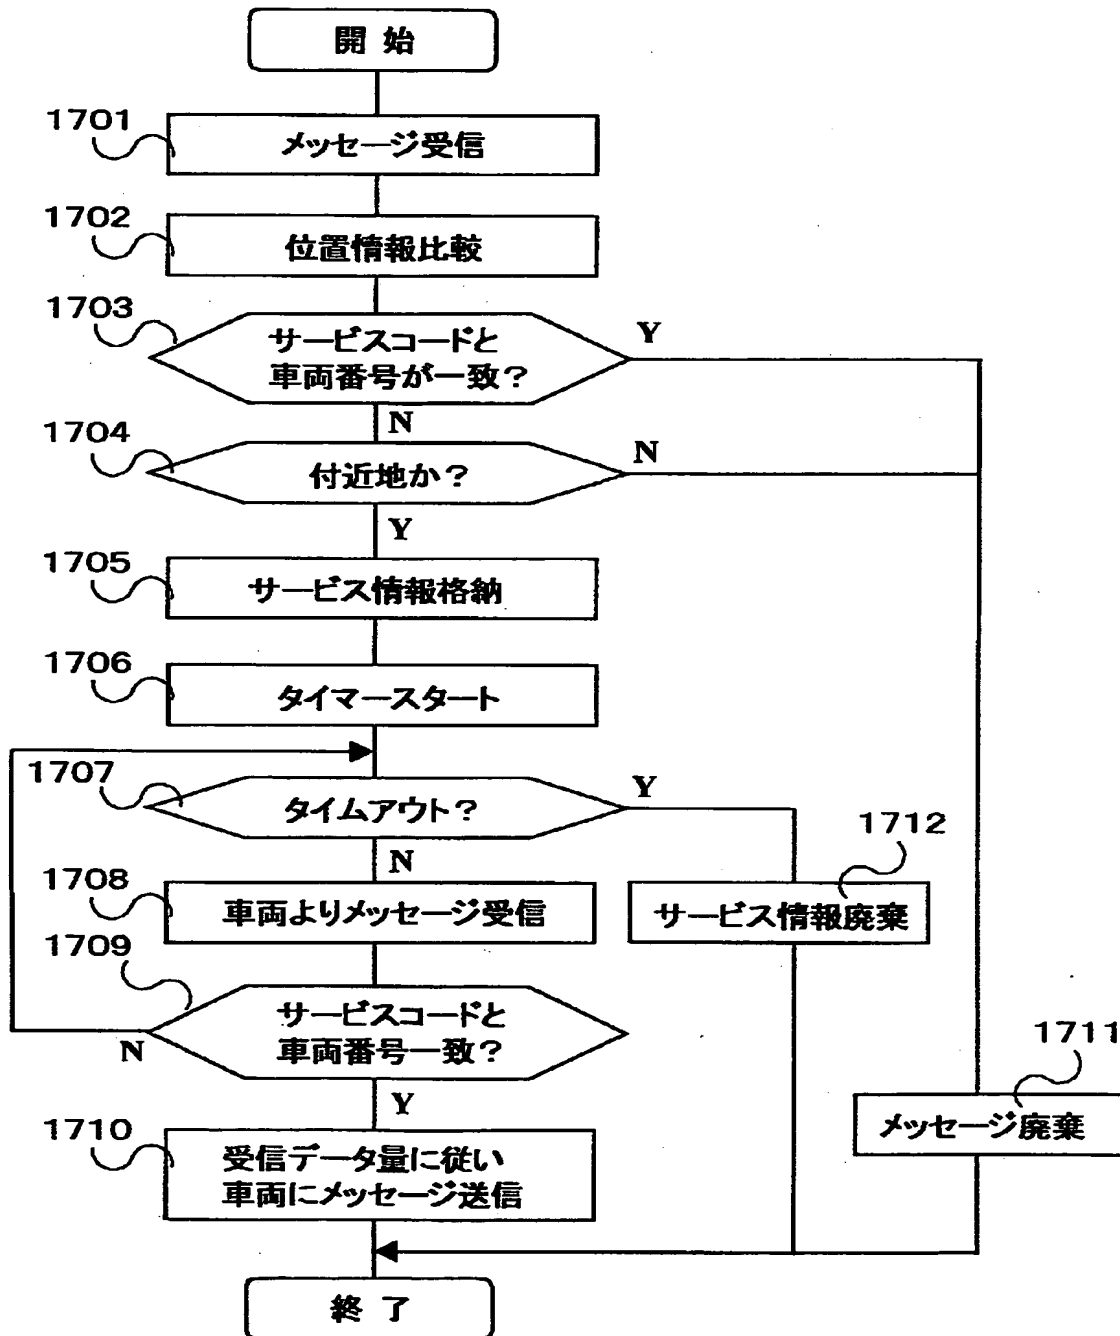 開 始
1701
メッセージ受信
1702
位置情報比較
1703
サービスコードと
車両番号が一致?
Y
N
1704
付近地か?
N
Y
1705
サービス情報格納
1706
タイマースタート
1707
タイムアウト?
Y
N
1712
サービス情報廃棄
1708
車両よりメッセージ受信
1709
サービスコードと
車両番号一致?
N
Y
1711
メッセージ廃棄
1710
受信データ量に従い
車両にメッセージ送信
終 了